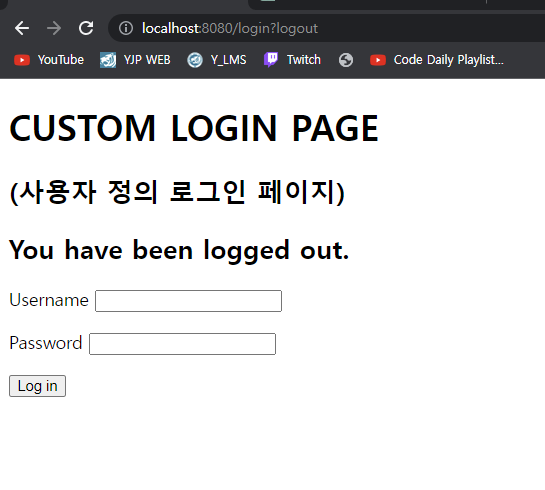 localhost:8080/login?logout
YouTube YJP WEB Y_LMS Twitch Code Daily Playlist...
CUSTOM LOGIN PAGE
(사용자 정의 로그인 페이지)
You have been logged out.
Username
Password
Log in